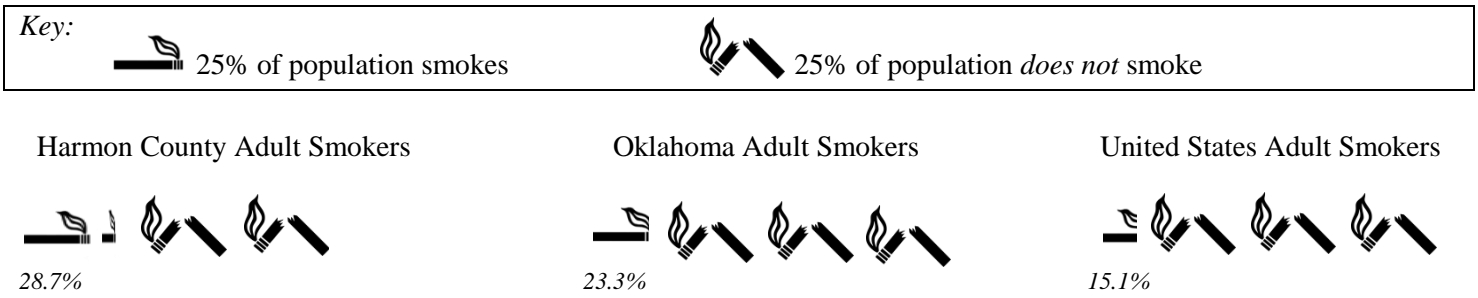 Key:
25% of population smokes 25% of population does not smoke
Harmon County Adult Smokers Oklahoma Adult Smokers United States Adult Smokers
28.7% 23.3% 15.1%